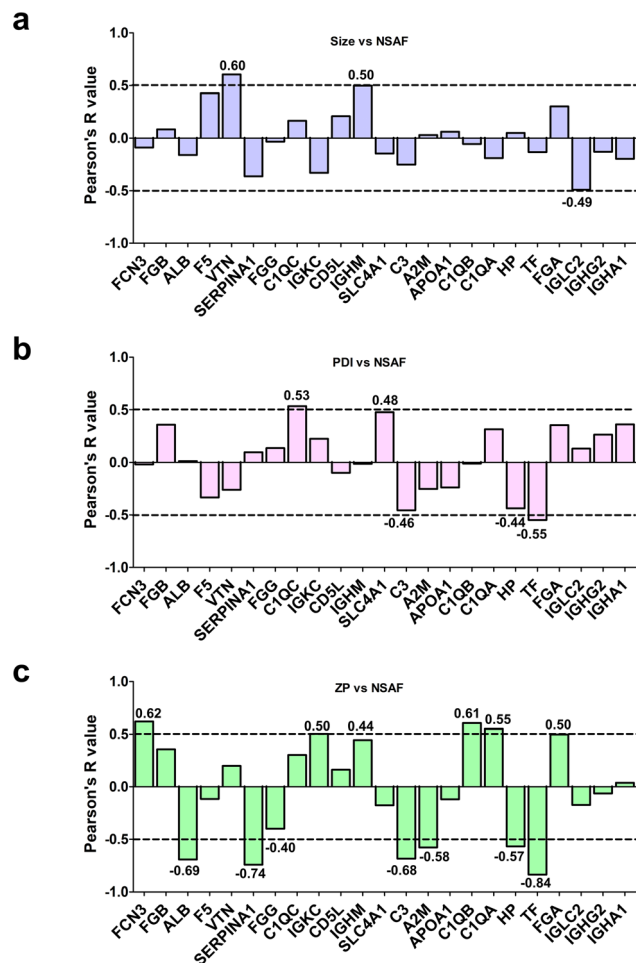 a
Size vs NSAF
Pearson's R value
1.0
0.5
0.0
-0.5
-1.0
0.60
0.50
-0.49
FCN3
FGB
ALB
F5
VTN
SERPINA1
FGG
C1QC
IGKC
CD5L
IGHM
SLC4A1
C3
A2M
APOA1
C1QB
C1QA
HP
TF
FGA
IGLC2
IGHG2
IGHA1
b
PDI vs NSAF
Pearson's R value
1.0
0.5
0.0
-0.5
-1.0
0.53
0.48
-0.46
-0.44
-0.55
FCN3
FGB
ALB
F5
VTN
SERPINA1
FGG
C1QC
IGKC
CD5L
IGHM
SLC4A1
C3
A2M
APOA1
C1QB
C1QA
HP
TF
FGA
IGLC2
IGHG2
IGHA1
c
ZP vs NSAF
Pearson's R value
1.0
0.5
0.0
-0.5
-1.0
0.62
-0.69
-0.74
-0.40
0.50
0.44
-0.68
-0.58
0.61
0.55
-0.57
-0.84
0.50
FCN3
FGB
ALB
F5
VTN
SERPINA1
FGG
C1QC
IGKC
CD5L
IGHM
SLC4A1
C3
A2M
APOA1
C1QB
C1QA
HP
TF
FGA
IGLC2
IGHG2
IGHA1